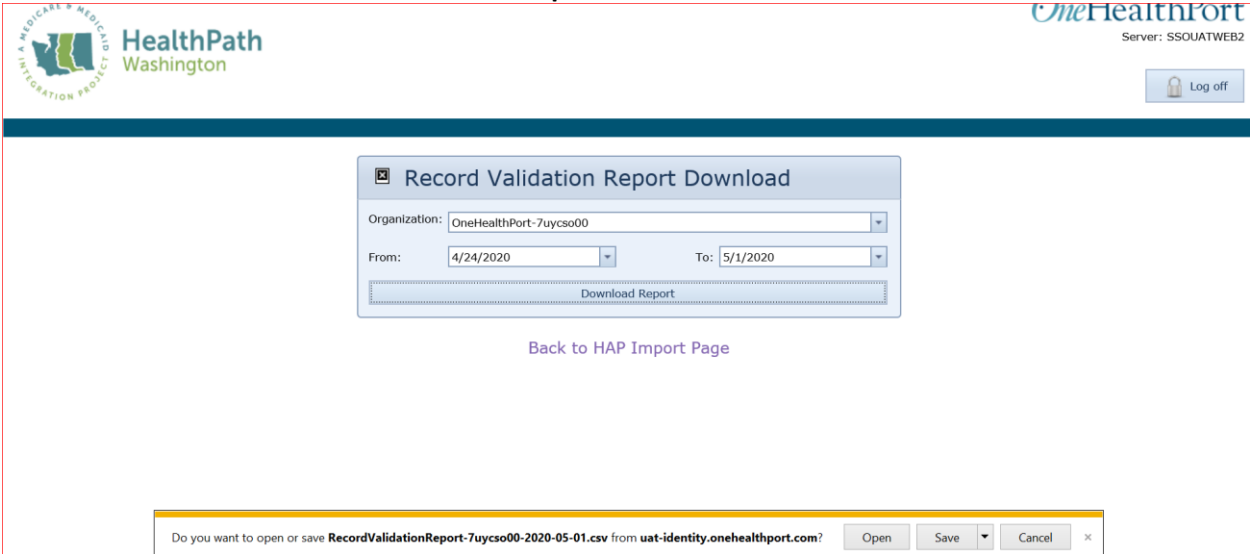 OneHealthPort
Server: SSOUATWEB2
A MEDICARE & MEDICAID INTEGRATION PROJECT
HealthPath
Washington
Log off
Record Validation Report Download
Organization: OneHealthPort-7uycso00
From: 4/24/2020 To: 5/1/2020
Download Report
Back to HAP Import Page
Do you want to open or save RecordValidationReport-7uycso00-2020-05-01.csv from uat-identity.onehealthport.com? Open Save Cancel ×